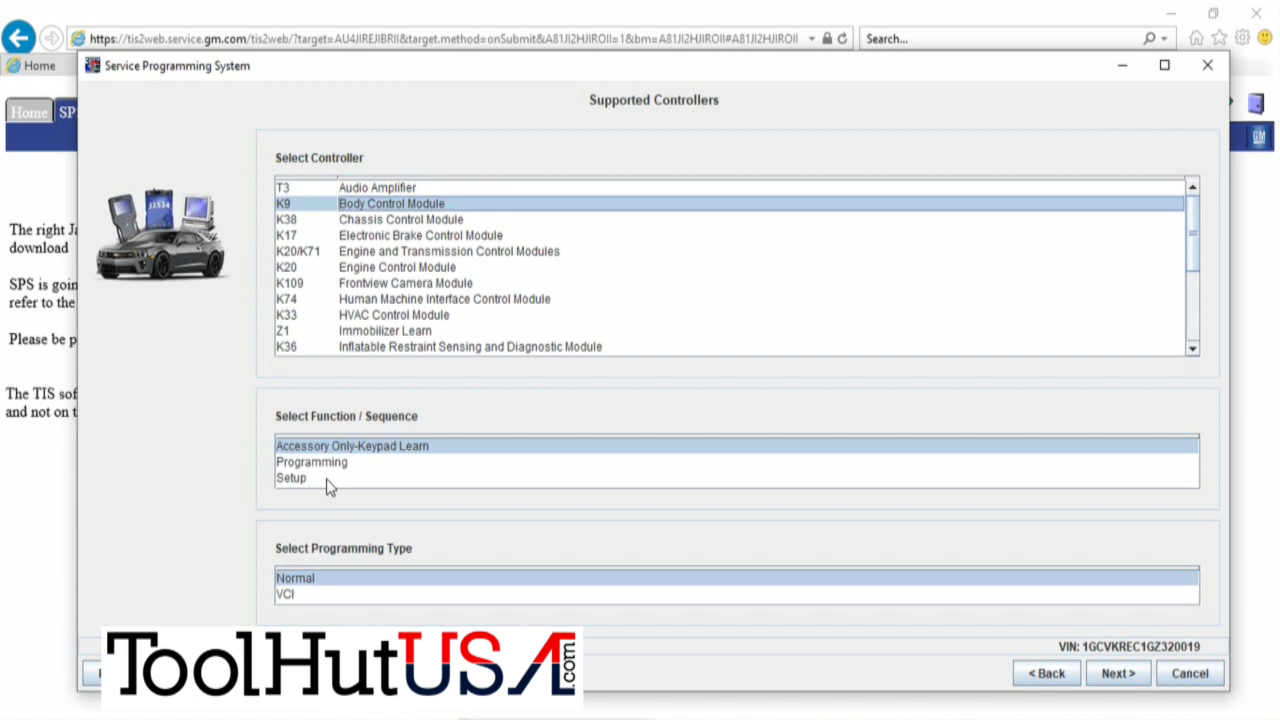 https://tis2web.service.gm.com/tis2web/?target=AU4JIREJIBRII&target.method=onSubmit&A81JI2HJIROII=1&bm=A81JI2HJIROII#A81JI2HJIROII
Search...
Home
Service Programming System
Home
SP
GM
Supported Controllers
J2534
The right Ja
download
SPS is goin
refer to the
Please be p
The TIS sof
and not on t
Select Controller
T3 Audio Amplifier
K9 Body Control Module
K38 Chassis Control Module
K17 Electronic Brake Control Module
K20/K71 Engine and Transmission Control Modules
K20 Engine Control Module
K109 Frontview Camera Module
K74 Human Machine Interface Control Module
K33 HVAC Control Module
Z1 Immobilizer Learn
K36 Inflatable Restraint Sensing and Diagnostic Module
Select Function / Sequence
Accessory Only-Keypad Learn
Programming
Setup
Select Programming Type
Normal
VCI
VIN: 1GCVKREC1GZ320019
< Back
Next >
Cancel
ToolHutUSA.com